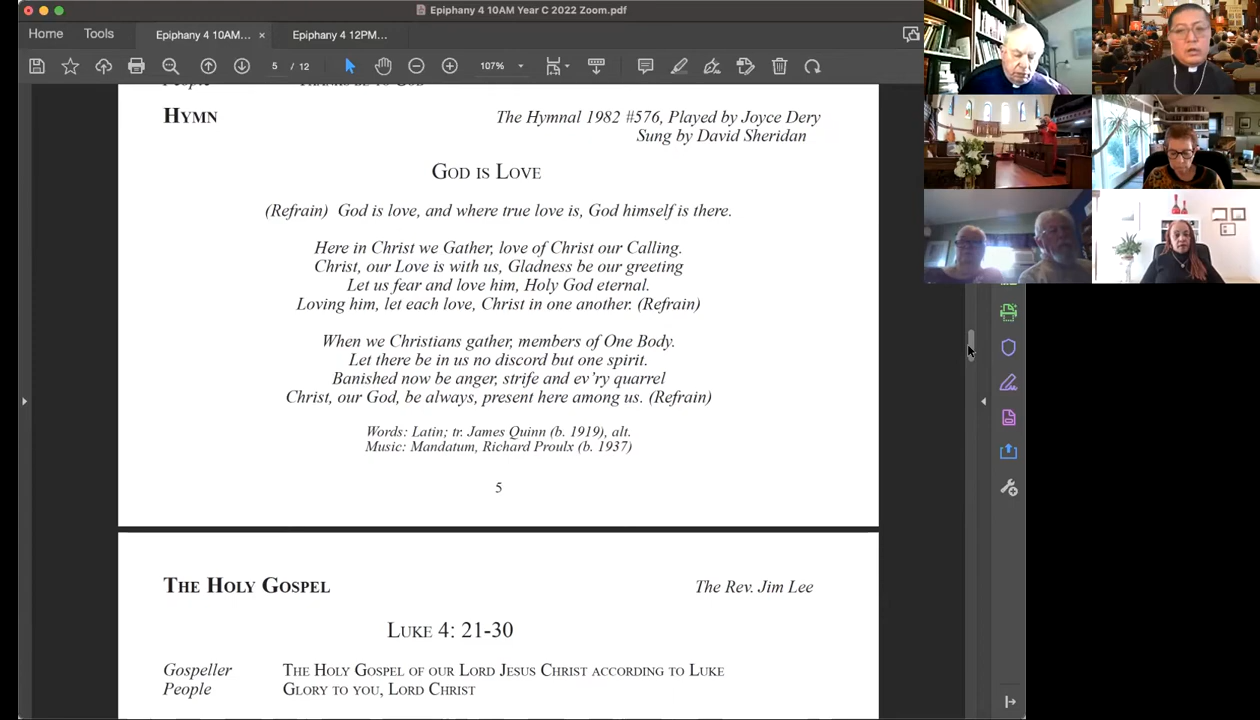 Epiphany 4 10AM Year C 2022 Zoom.pdf
Home Tools Epiphany 4 10AM... × Epiphany 4 12PM...
5 / 12 107%
HYMN The Hymnal 1982 #576, Played by Joyce Dery
Sung by David Sheridan
GOD IS LOVE
(Refrain) God is love, and where true love is, God himself is there.
Here in Christ we Gather, love of Christ our Calling.
Christ, our Love is with us, Gladness be our greeting
Let us fear and love him, Holy God eternal.
Loving him, let each love, Christ in one another. (Refrain)
When we Christians gather, members of One Body.
Let there be in us no discord but one spirit.
Banished now be anger, strife and ev'ry quarrel
Christ, our God, be always, present here among us. (Refrain)
Words: Latin; tr. James Quinn (b. 1919), alt.
Music: Mandatum, Richard Proulx (b. 1937)
5
THE HOLY GOSPEL The Rev. Jim Lee
LUKE 4: 21-30
Gospeller THE HOLY GOSPEL OF OUR LORD JESUS CHRIST ACCORDING TO LUKE
People GLORY TO YOU, LORD CHRIST